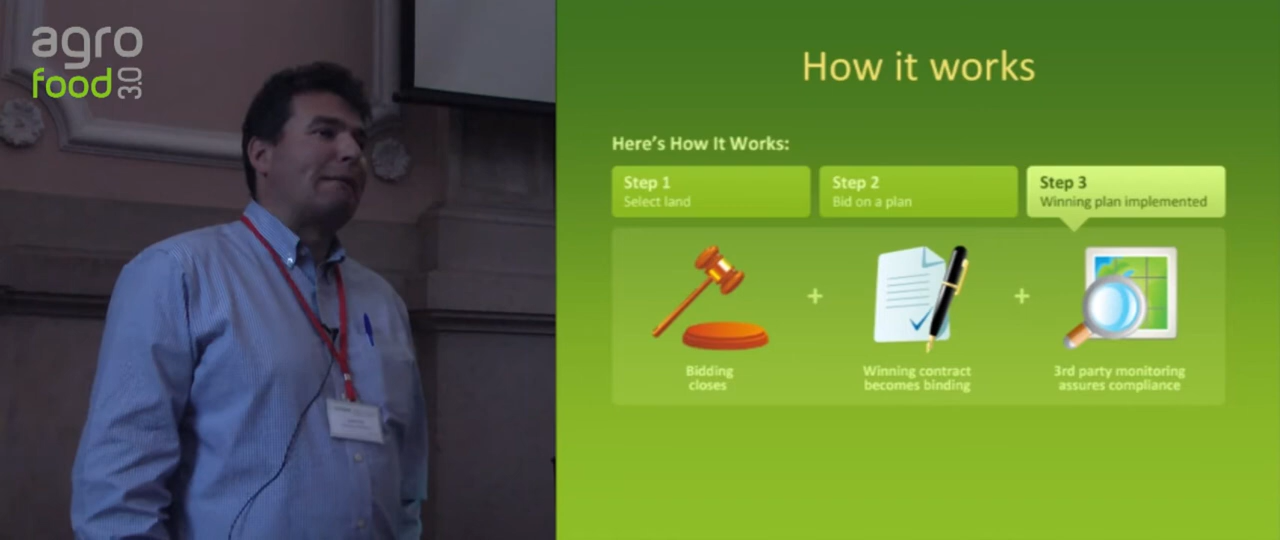 agro
food 3.0
How it works
Here's How It Works:
Step 1
Select land
Step 2
Bid on a plan
Step 3
Winning plan implemented
Bidding
closes
Winning contract
becomes binding
3rd party monitoring
assures compliance